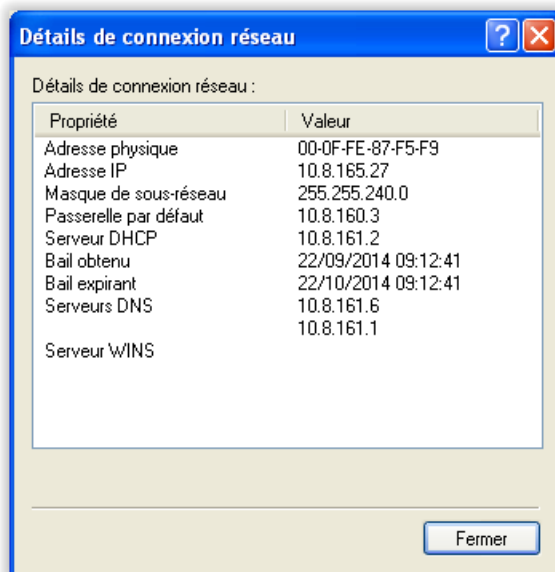 Détails de connexion réseau
Détails de connexion réseau :
Propriété Valeur
Adresse physique 00-0F-FE-87-F5-F9
Adresse IP 10.8.165.27
Masque de sous-réseau 255.255.240.0
Passerelle par défaut 10.8.160.3
Serveur DHCP 10.8.161.2
Bail obtenu 22/09/2014 09:12:41
Bail expirant 22/10/2014 09:12:41
Serveurs DNS 10.8.161.6
10.8.161.1
Serveur WINS
Fermer